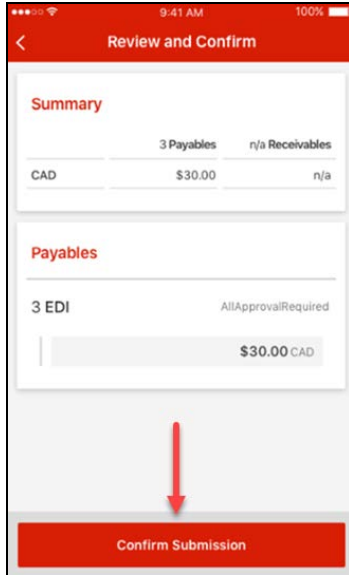 9:41 AM 100%
Review and Confirm
Summary
3 Payables n/a Receivables
CAD $30.00 n/a
Payables
3 EDI AllApprovalRequired
$30.00 CAD
Confirm Submission